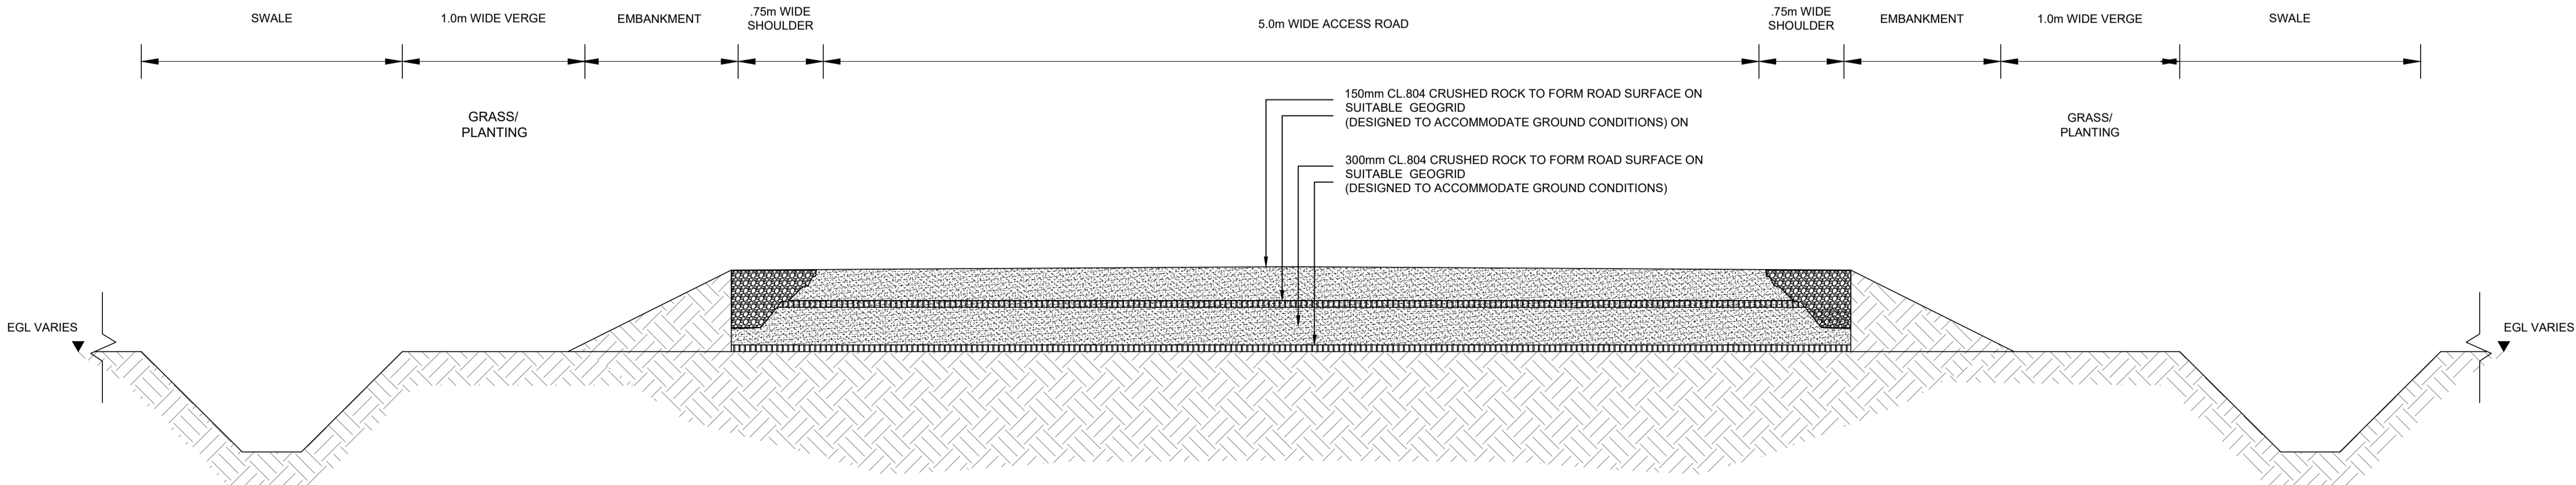 SWALE
1.0m WIDE VERGE
EMBANKMENT
.75m WIDE
SHOULDER
5.0m WIDE ACCESS ROAD
.75m WIDE
SHOULDER
EMBANKMENT
1.0m WIDE VERGE
SWALE
GRASS/
PLANTING
150mm CL.804 CRUSHED ROCK TO FORM ROAD SURFACE ON
SUITABLE GEOGRID
(DESIGNED TO ACCOMMODATE GROUND CONDITIONS) ON
300mm CL.804 CRUSHED ROCK TO FORM ROAD SURFACE ON
SUITABLE GEOGRID
(DESIGNED TO ACCOMMODATE GROUND CONDITIONS)
GRASS/
PLANTING
EGL VARIES
EGL VARIES